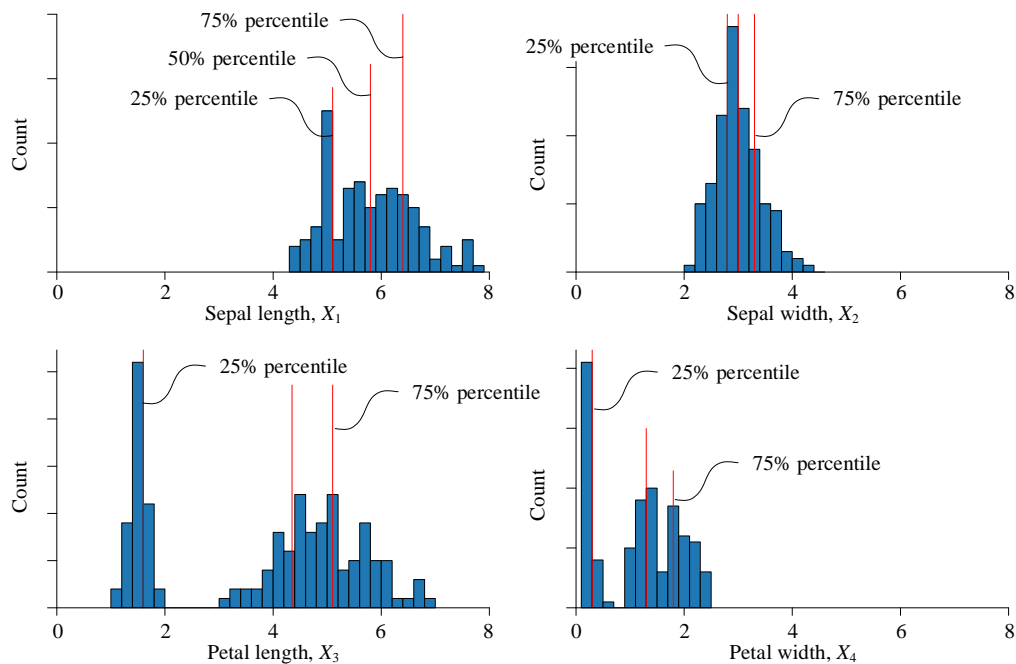 75% percentile
50% percentile
25% percentile
Count
0 2 4 6 8
Sepal length, X1
25% percentile
75% percentile
Count
0 2 4 6 8
Sepal width, X2
25% percentile
75% percentile
Count
0 2 4 6 8
Petal length, X3
25% percentile
75% percentile
Count
0 2 4 6 8
Petal width, X4